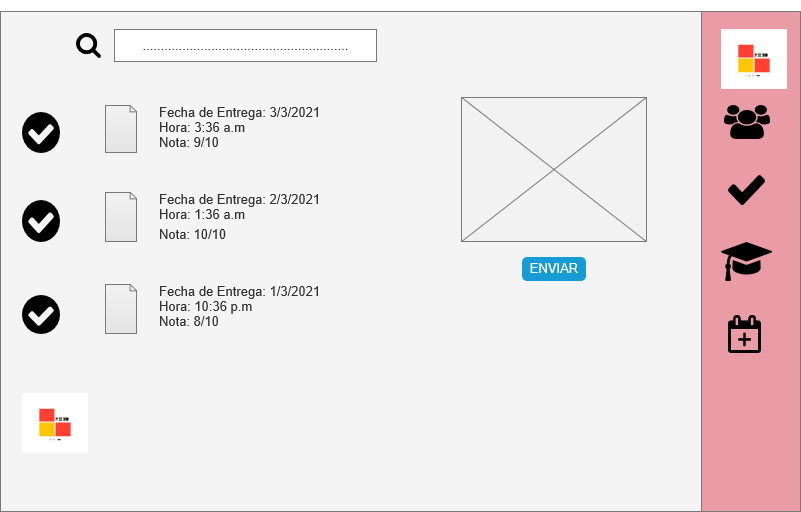 ........................................................
Fecha de Entrega: 3/3/2021
Hora: 3:36 a.m
Nota: 9/10
Fecha de Entrega: 2/3/2021
Hora: 1:36 a.m
Nota: 10/10
ENVIAR
Fecha de Entrega: 1/3/2021
Hora: 10:36 p.m
Nota: 8/10